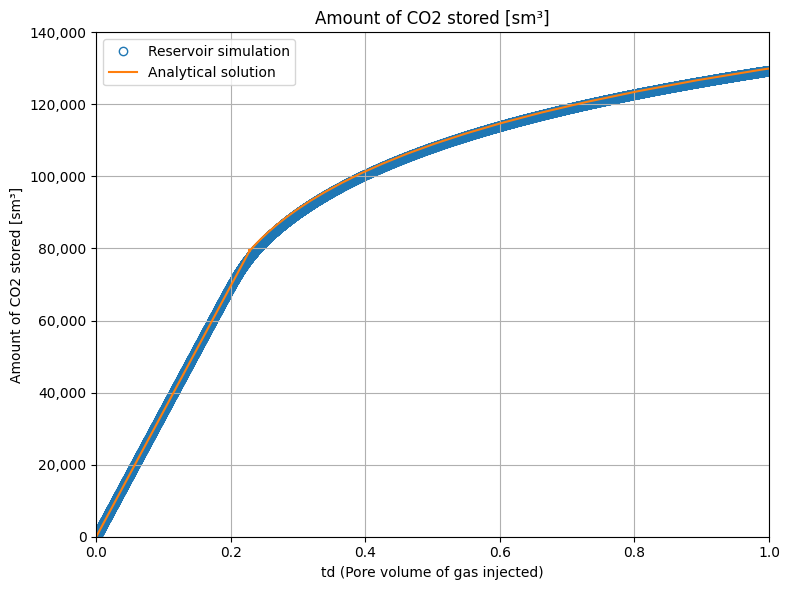 Amount of CO2 stored [sm³]
Reservoir simulation
Analytical solution
Amount of CO2 stored [sm³]
140,000
120,000
100,000
80,000
60,000
40,000
20,000
0
0.0 0.2 0.4 0.6 0.8 1.0
td (Pore volume of gas injected)